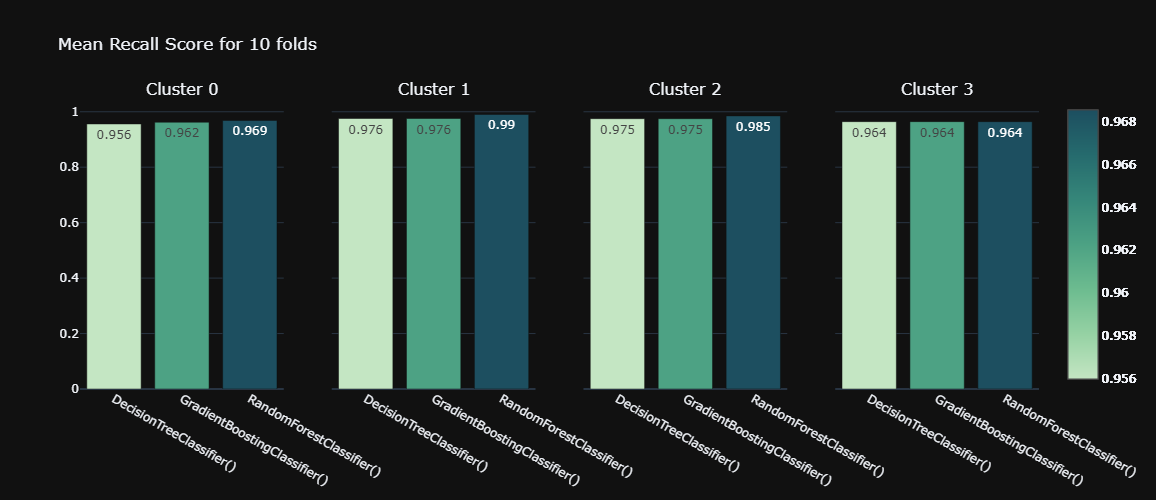 Mean Recall Score for 10 folds
Cluster 0
Cluster 1
Cluster 2
Cluster 3
1
0.8
0.6
0.4
0.2
0
0.956
0.962
0.969
0.976
0.976
0.99
0.975
0.975
0.985
0.964
0.964
0.964
DecisionTreeClassifier()
GradientBoostingClassifier()
RandomForestClassifier()
DecisionTreeClassifier()
GradientBoostingClassifier()
RandomForestClassifier()
DecisionTreeClassifier()
GradientBoostingClassifier()
RandomForestClassifier()
DecisionTreeClassifier()
GradientBoostingClassifier()
RandomForestClassifier()
0.968
0.966
0.964
0.962
0.96
0.958
0.956